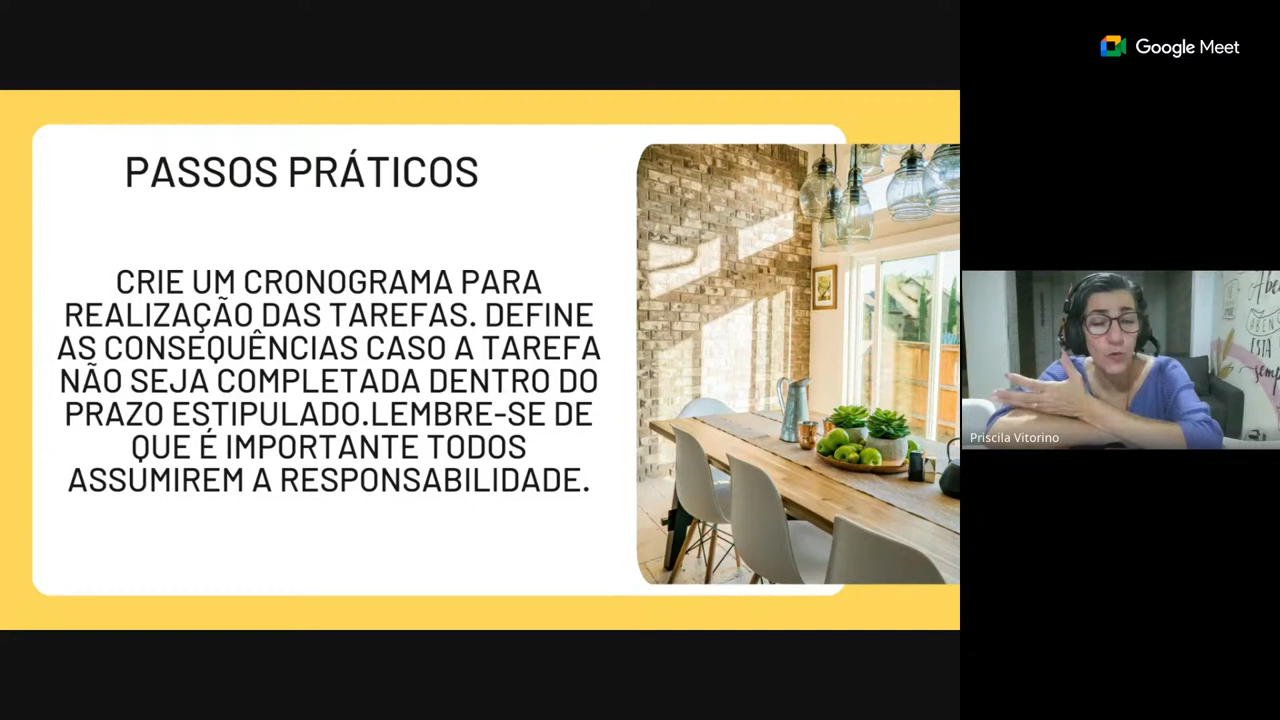 Google Meet
PASSOS PRÁTICOS
CRIE UM CRONOGRAMA PARA
REALIZAÇÃO DAS TAREFAS. DEFINE
AS CONSEQUÊNCIAS CASO A TAREFA
NÃO SEJA COMPLETADA DENTRO DO
PRAZO ESTIPULADO.LEMBRE-SE DE
QUE É IMPORTANTE TODOS
ASSUMIREM A RESPONSABILIDADE.
Priscila Vitorino